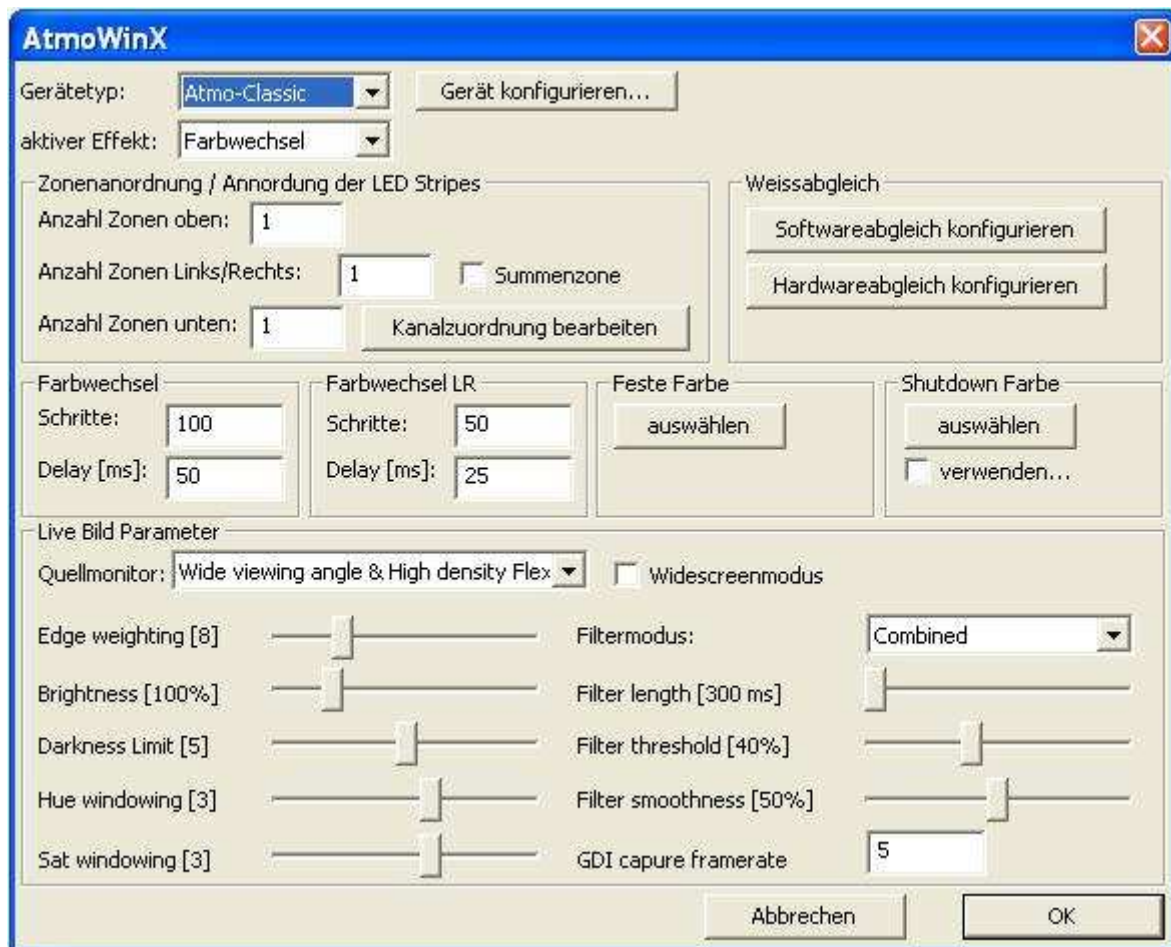 AtmoWinX
Gerätetyp: Atmo-Classic Gerät konfigurieren...
aktiver Effekt: Farbwechsel
Zonenanordnung / Annordung der LED Stripes
Anzahl Zonen oben: 1
Anzahl Zonen Links/Rechts: 1 Summenzone
Anzahl Zonen unten: 1 Kanalzuordnung bearbeiten
Weissabgleich
Softwareabgleich konfigurieren
Hardwareabgleich konfigurieren
Farbwechsel
Schritte: 100
Delay [ms]: 50
Farbwechsel LR
Schritte: 50
Delay [ms]: 25
Feste Farbe
auswählen
Shutdown Farbe
auswählen
verwenden...
Live Bild Parameter
Quellmonitor: Wide viewing angle & High density Flex Widescreenmodus
Edge weighting [8]
Brightness [100%]
Darkness Limit [5]
Hue windowing [3]
Sat windowing [3]
Filtermodus: Combined
Filter length [300 ms]
Filter threshold [40%]
Filter smoothness [50%]
GDI capure framerate 5
Abbrechen OK